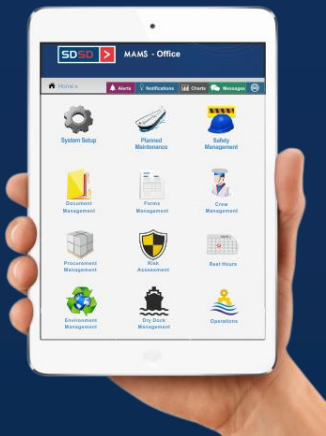 SDSD > MAMS - Office
Home» Alerts Notifications Charts Messages
System Setup
Planned
Maintenance
Safety
Management
Document
Management
Forms
Management
Crew
Management
Procurement
Management
Risk
Assessment
Rest Hours
Environment
Management
Dry Dock
Management
Operations